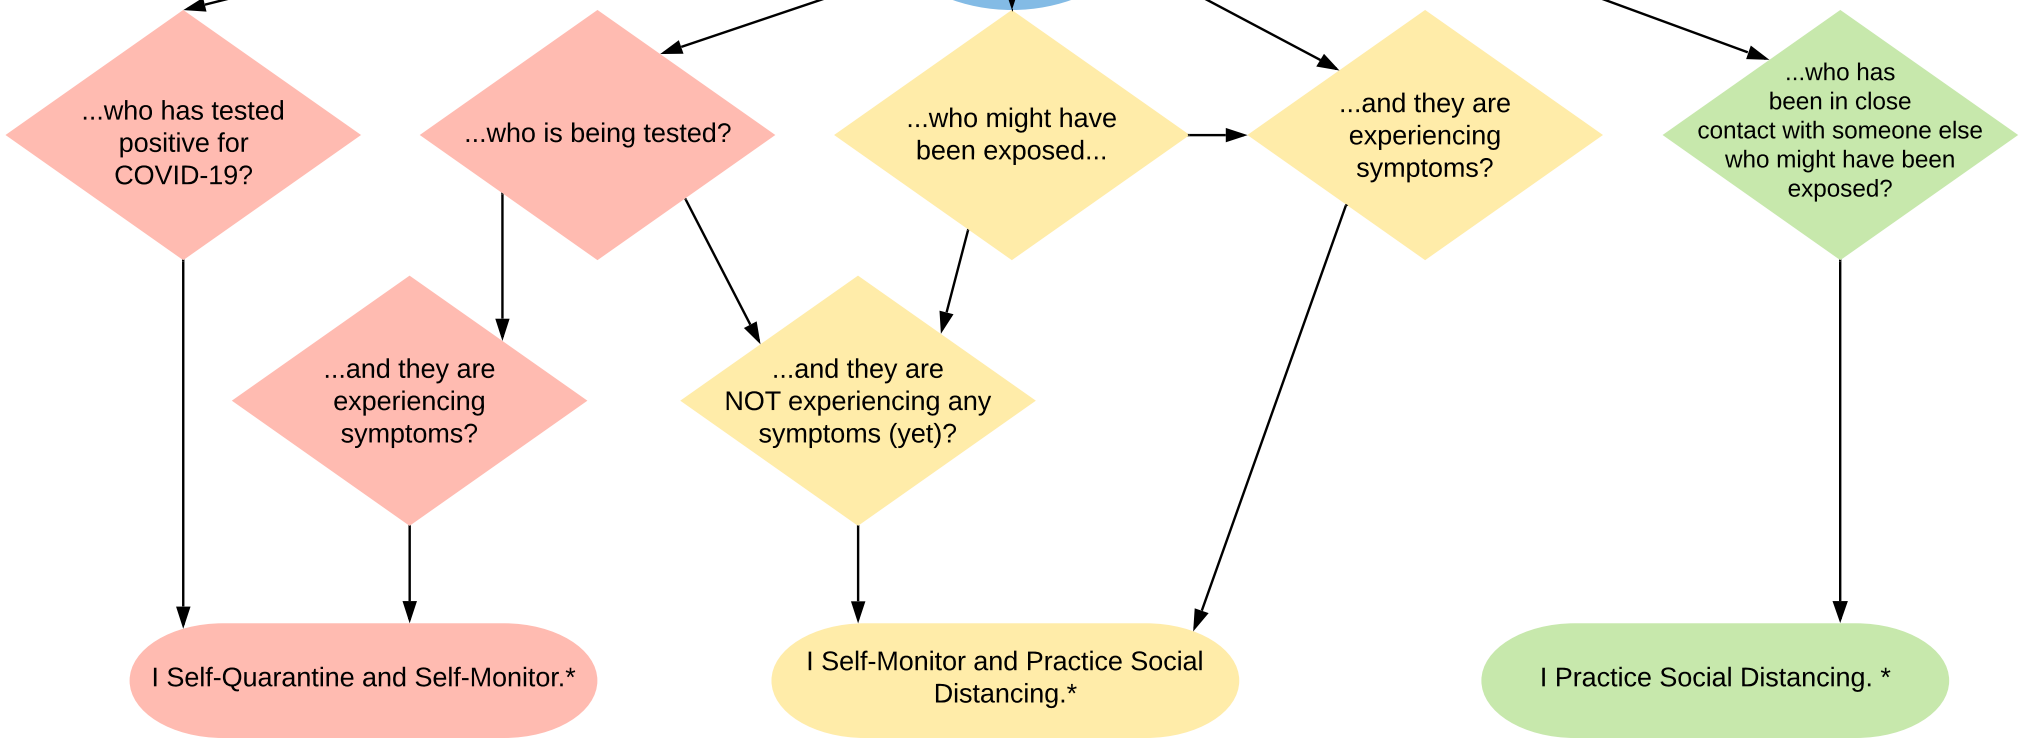 ...who has tested
positive for
COVID-19?
...who is being tested?
...who might have
been exposed...
...and they are
experiencing
symptoms?
...who has
been in close
contact with someone else
who might have been
exposed?
...and they are
experiencing
symptoms?
...and they are
NOT experiencing any
symptoms (yet)?
I Self-Quarantine and Self-Monitor.*
I Self-Monitor and Practice Social
Distancing.*
I Practice Social Distancing. *